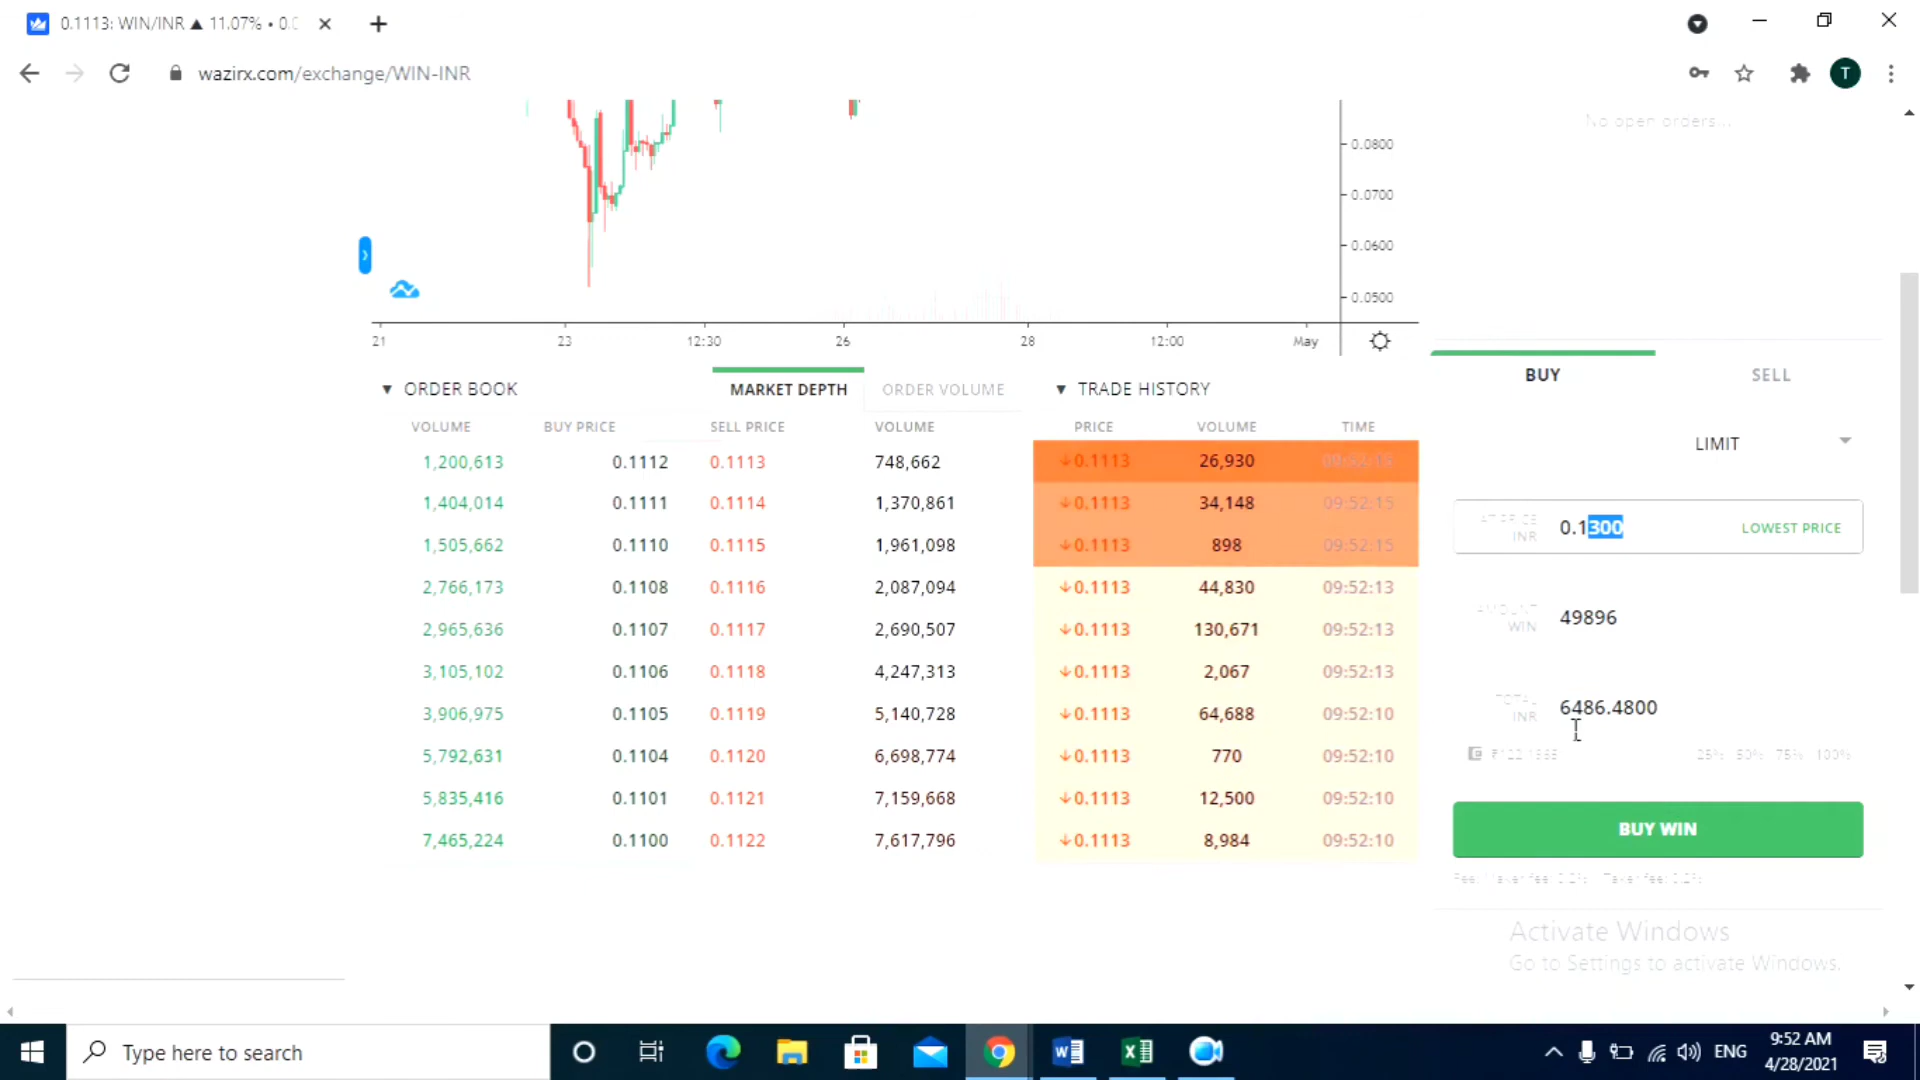 0.1113: WIN/INR ▲ 11.07% • 0.
wazirx.com/exchange/WIN-INR
No open orders...
0.0800
0.0700
0.0600
0.0500
21 23 12:30 26 28 12:00 May
BUY SELL
▼ ORDER BOOK MARKET DEPTH ORDER VOLUME ▼ TRADE HISTORY
VOLUME BUY PRICE SELL PRICE VOLUME PRICE VOLUME TIME
LIMIT
1,200,613 0.1112 0.1113 748,662 ↓0.1113 26,930
1,404,014 0.1111 0.1114 1,370,861 ↓0.1113 34,148 09:52:15
1,505,662 0.1110 0.1115 1,961,098 ↓0.1113 898 09:52:15
AT PRICE INR 0.1300 LOWEST PRICE
2,766,173 0.1108 0.1116 2,087,094 ↓0.1113 44,830 09:52:13
2,965,636 0.1107 0.1117 2,690,507 ↓0.1113 130,671 09:52:13
AMOUNT WIN 49896
3,105,102 0.1106 0.1118 4,247,313 ↓0.1113 2,067 09:52:13
3,906,975 0.1105 0.1119 5,140,728 ↓0.1113 64,688 09:52:10
TOTAL INR 6486.4800
5,792,631 0.1104 0.1120 6,698,774 ↓0.1113 770 09:52:10
25% 50% 75% 100%
5,835,416 0.1101 0.1121 7,159,668 ↓0.1113 12,500 09:52:10
7,465,224 0.1100 0.1122 7,617,796 ↓0.1113 8,984 09:52:10
BUY WIN
Activate Windows
Go to Settings to activate Windows.
Type here to search
ENG
9:52 AM
4/28/2021
T